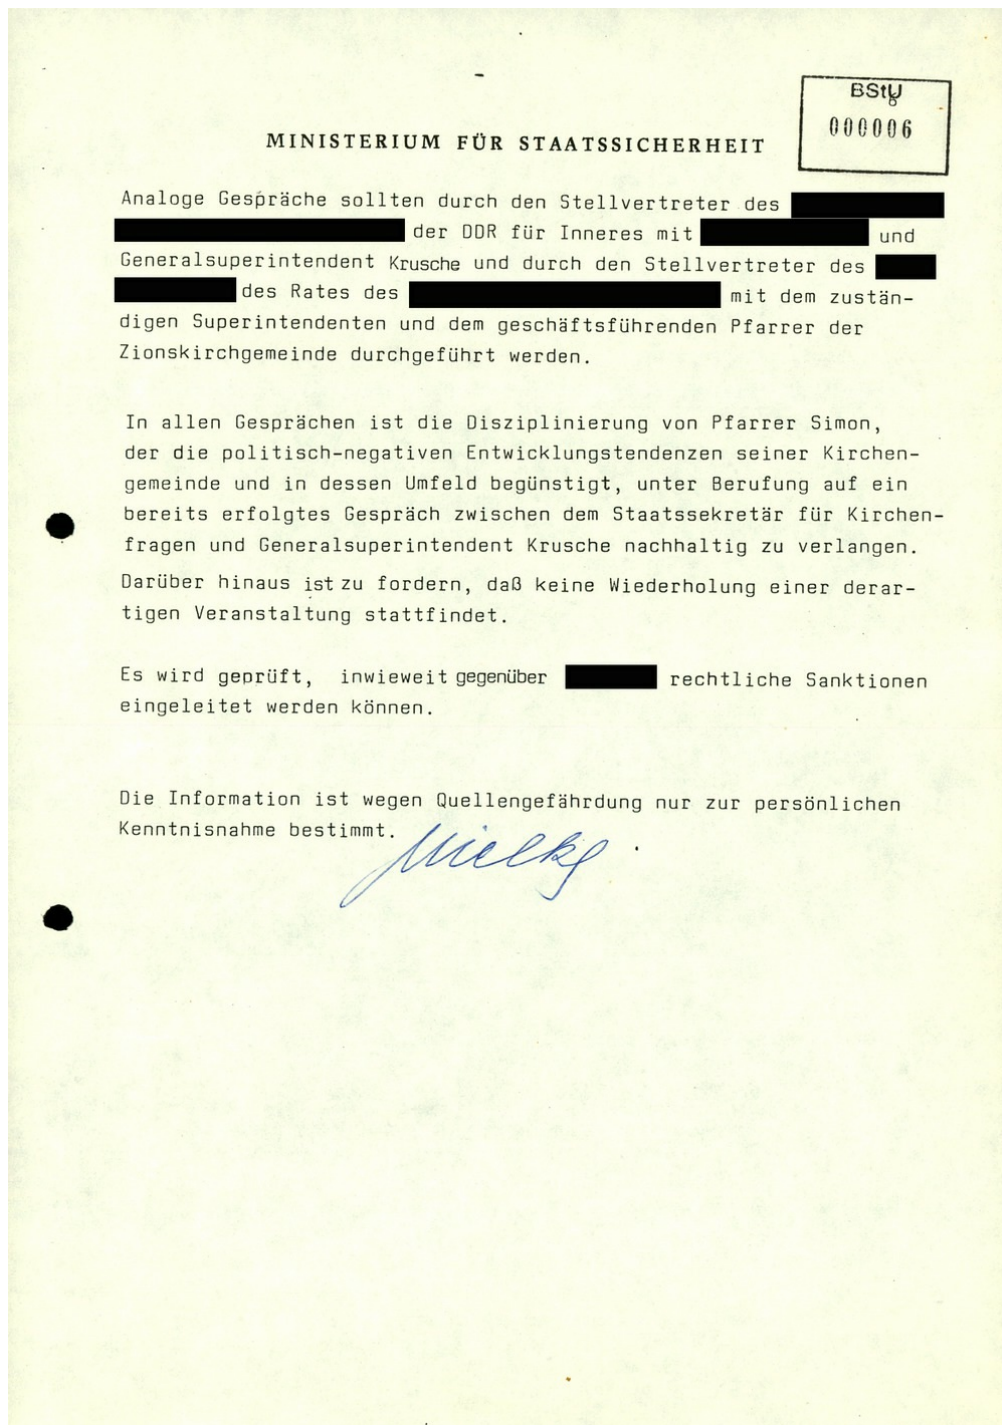 BStU
000006
MINISTERIUM FÜR STAATSSICHERHEIT
Analoge Gespräche sollten durch den Stellvertreter des
der DDR für Inneres mit und
Generalsuperintendent Krusche und durch den Stellvertreter des
des Rates des mit dem zustän-
digen Superintendenten und dem geschäftsführenden Pfarrer der
Zionskirchgemeinde durchgeführt werden.
In allen Gesprächen ist die Disziplinierung von Pfarrer Simon,
der die politisch-negativen Entwicklungstendenzen seiner Kirchen-
gemeinde und in dessen Umfeld begünstigt, unter Berufung auf ein
bereits erfolgtes Gespräch zwischen dem Staatssekretär für Kirchen-
fragen und Generalsuperintendent Krusche nachhaltig zu verlangen.
Darüber hinaus ist zu fordern, daß keine Wiederholung einer derar-
tigen Veranstaltung stattfindet.
Es wird geprüft, inwieweit gegenüber rechtliche Sanktionen
eingeleitet werden können.
Die Information ist wegen Quellengefährdung nur zur persönlichen
Kenntnisnahme bestimmt.
Mielke